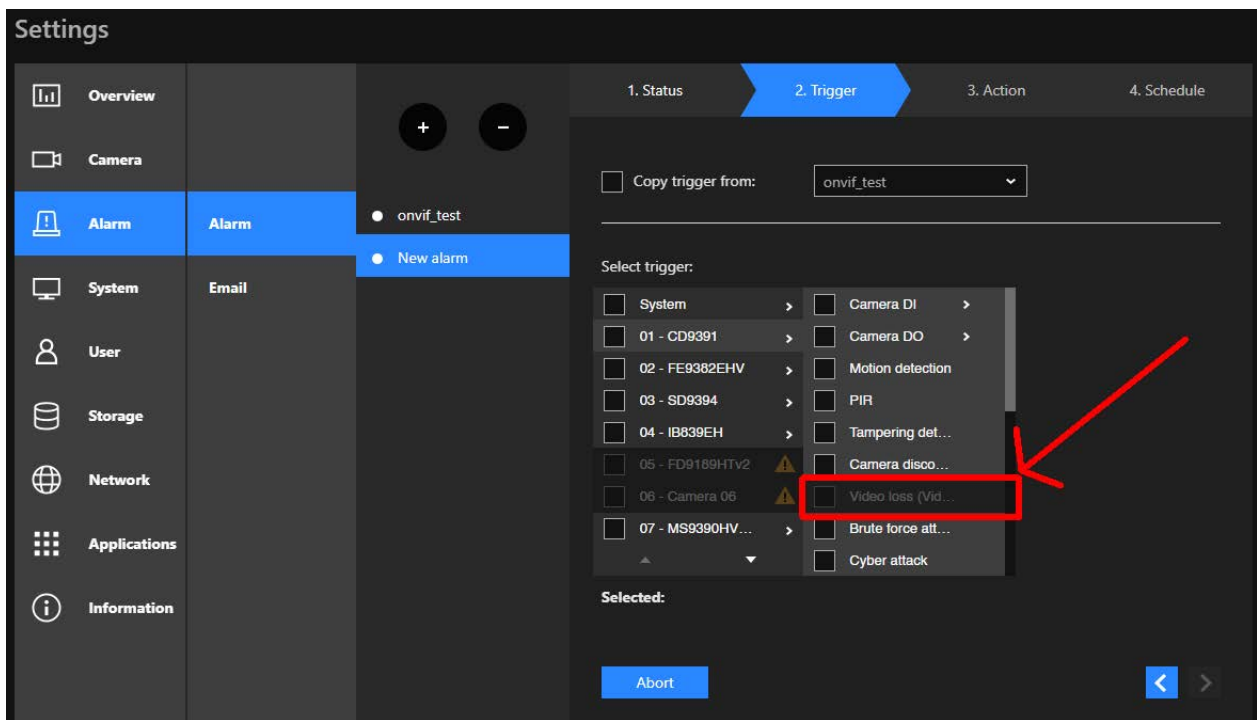 Settings
Overview
Camera
Alarm
System
User
Storage
Network
Applications
Information
Alarm
Email
onvif_test
New alarm
1. Status
2. Trigger
3. Action
4. Schedule
Copy trigger from:
onvif_test
Select trigger:
System
01 - CD9391
02 - FE9382EHV
03 - SD9394
04 - IB839EH
05 - FD9189HTv2
06 - Camera 06
07 - MS9390HV...
Camera DI
Camera DO
Motion detection
PIR
Tampering det...
Camera disco...
Video loss (Vid...
Brute force att...
Cyber attack
Selected:
Abort